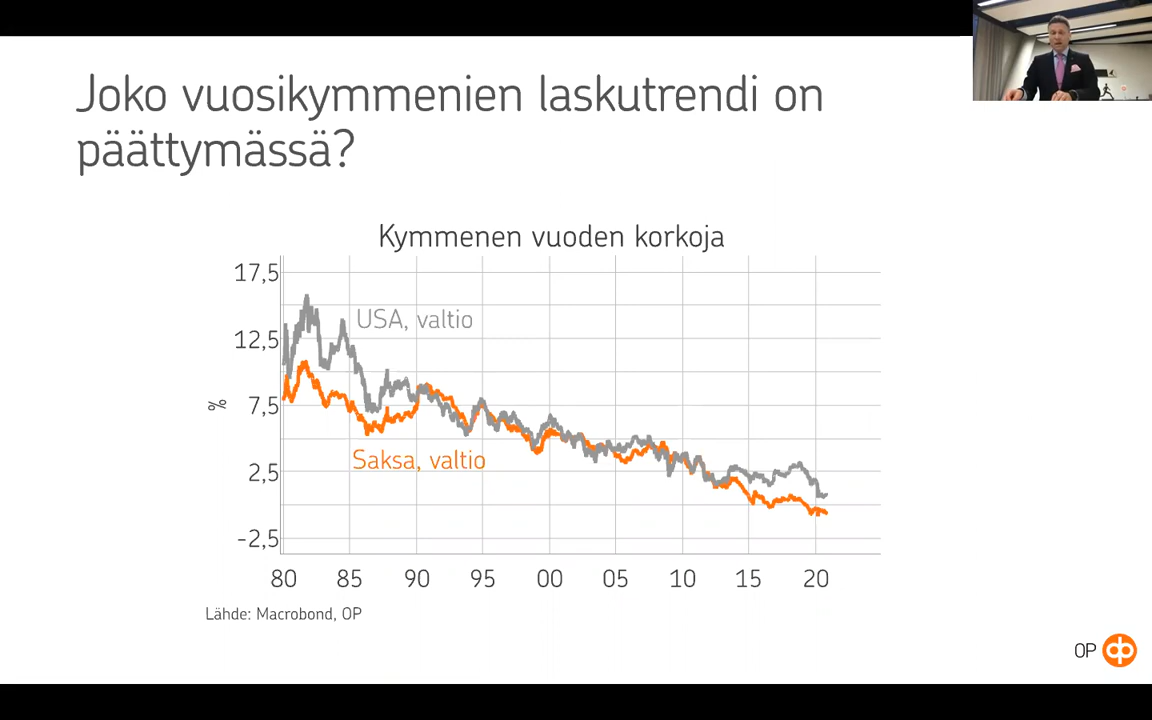 Joko vuosikymmenien laskutrendi on
päättymässä?
Kymmenen vuoden korkoja
17,5
12,5
7,5
2,5
-2,5
%
USA, valtio
Saksa, valtio
80 85 90 95 00 05 10 15 20
Lähde: Macrobond, OP
OP